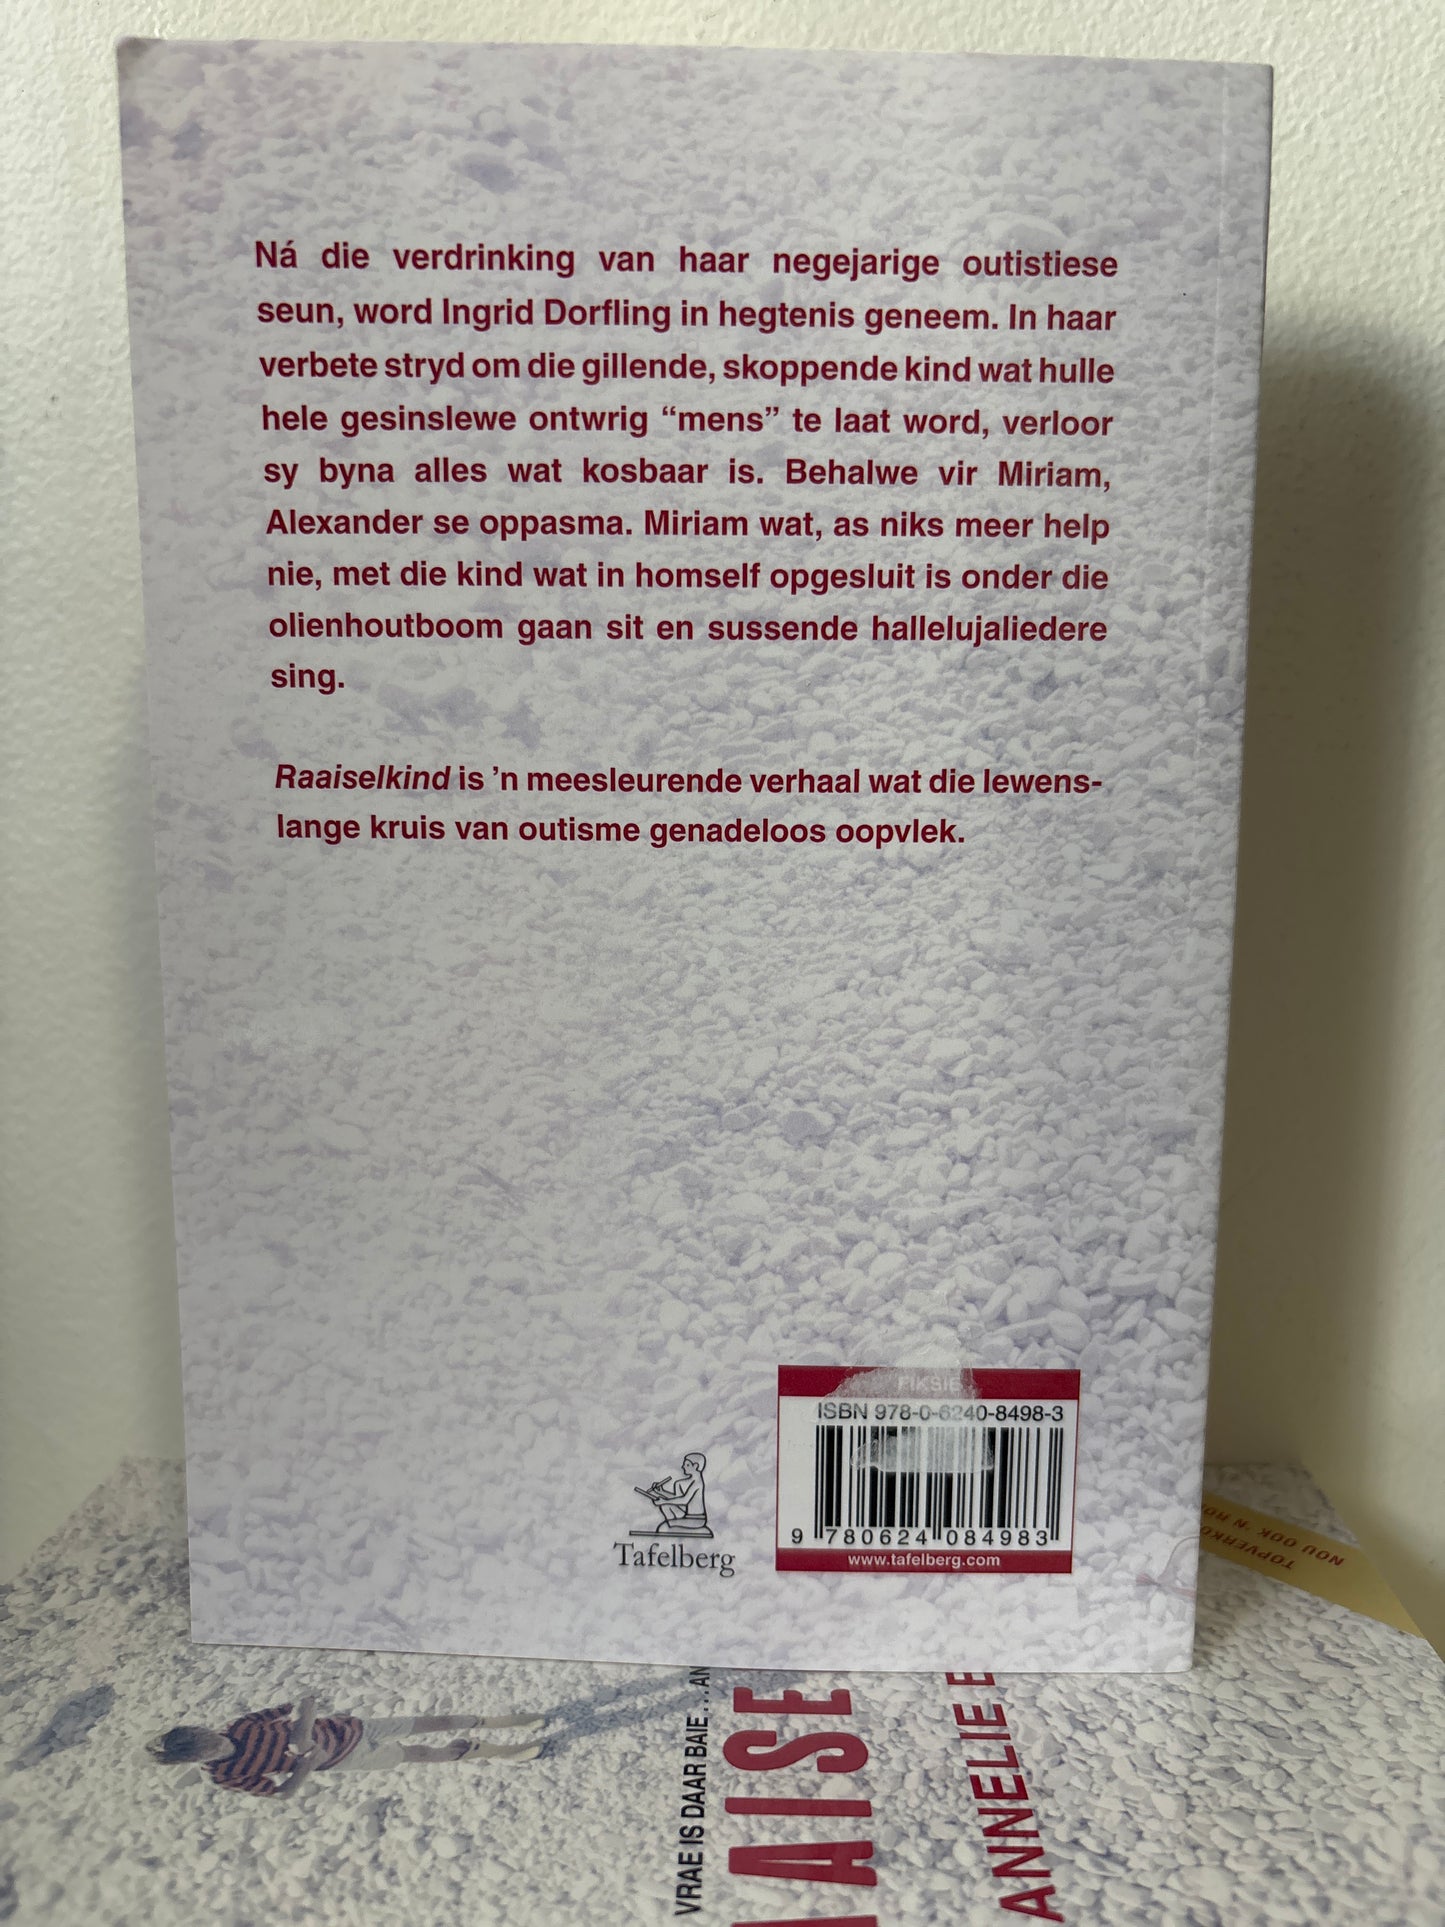 Ná die verdrinking van haar negejarige outistiese
seun, word Ingrid Dorfling in hegtenis geneem. In haar
verbete stryd om die gillende, skoppende kind wat hulle
hele gesinslewe ontwrig “mens” te laat word, verloor
sy byna alles wat kosbaar is. Behalwe vir Miriam,
Alexander se oppasma. Miriam wat, as niks meer help
nie, met die kind wat in homself opgesluit is onder die
olienhoutboom gaan sit en sussende hallelujaliedere
sing.
Raaiselkind is ’n meesleurende verhaal wat die lewens-
lange kruis van outisme genadeloos oopvlek.
FIKSIE
ISBN 978-0-6240-8498-3
9 780624 084983
www.tafelberg.com
Tafelberg
TOPVERKO
NOU OOK 'N
VRAE IS DAAR BAIE...
AISE
ANNELIE